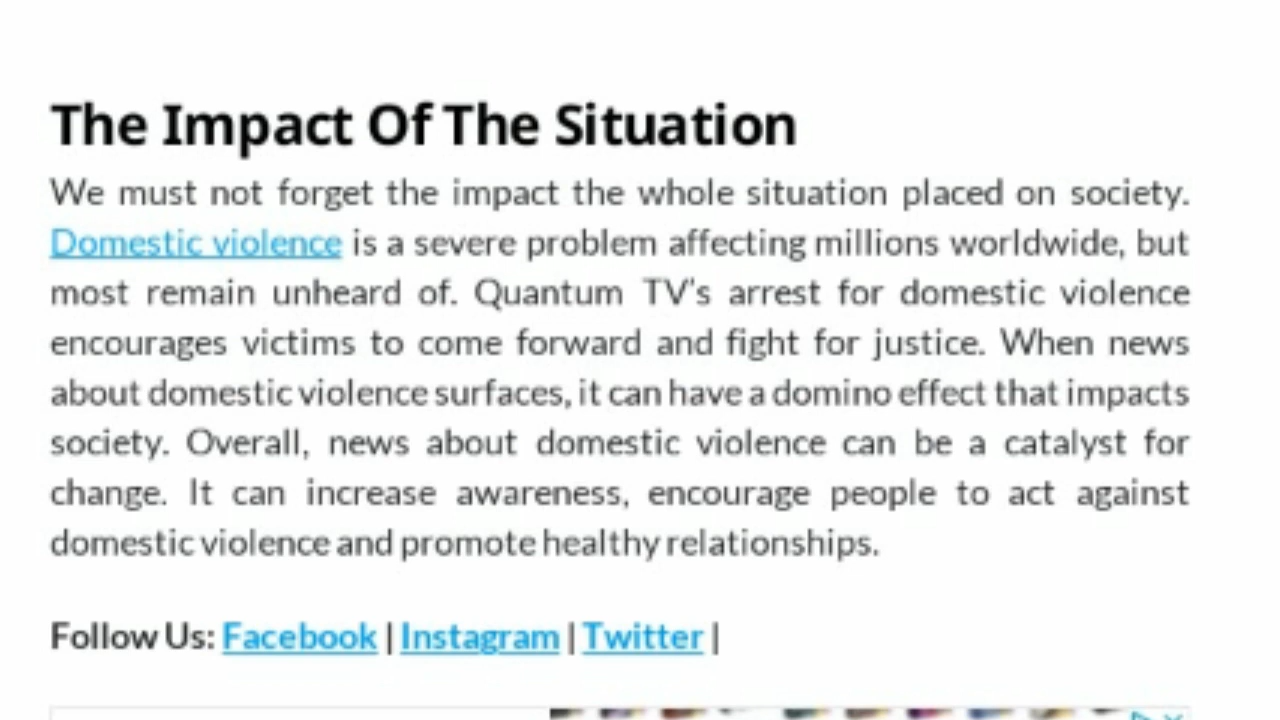 The Impact Of The Situation
We must not forget the impact the whole situation placed on society.
Domestic violence is a severe problem affecting millions worldwide, but
most remain unheard of. Quantum TV's arrest for domestic violence
encourages victims to come forward and fight for justice. When news
about domestic violence surfaces, it can have a domino effect that impacts
society. Overall, news about domestic violence can be a catalyst for
change. It can increase awareness, encourage people to act against
domestic violence and promote healthy relationships.
Follow Us: Facebook | Instagram | Twitter |